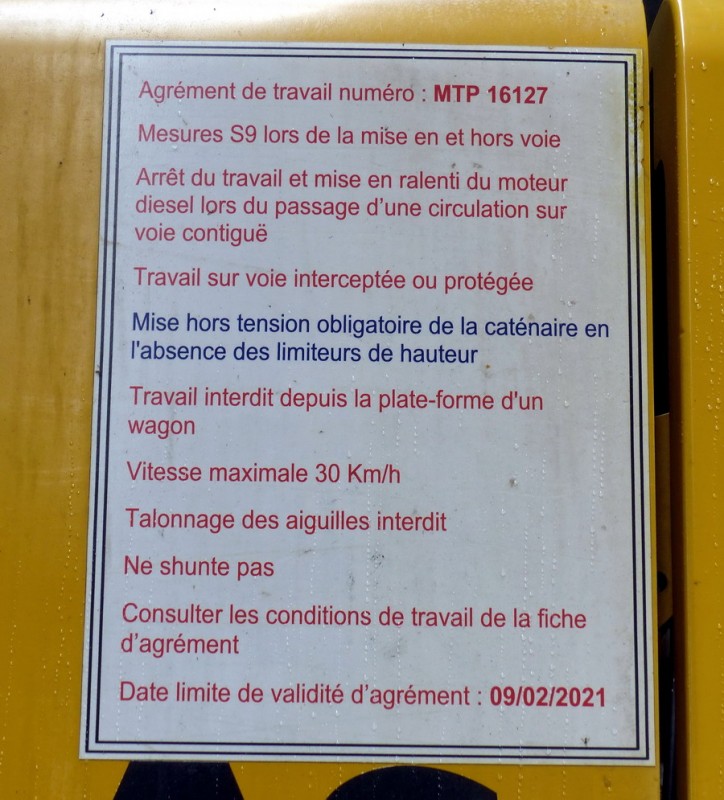 Agrément de travail numéro : MTP 16127
Mesures S9 lors de la mise en et hors voie
Arrêt du travail et mise en ralenti du moteur
diesel lors du passage d'une circulation sur
voie contiguë
Travail sur voie interceptée ou protégée
Mise hors tension obligatoire de la caténaire en
l'absence des limiteurs de hauteur
Travail interdit depuis la plate-forme d'un
wagon
Vitesse maximale 30 Km/h
Talonnage des aiguilles interdit
Ne shunte pas
Consulter les conditions de travail de la fiche
d'agrément
Date limite de validité d'agrément : 09/02/2021